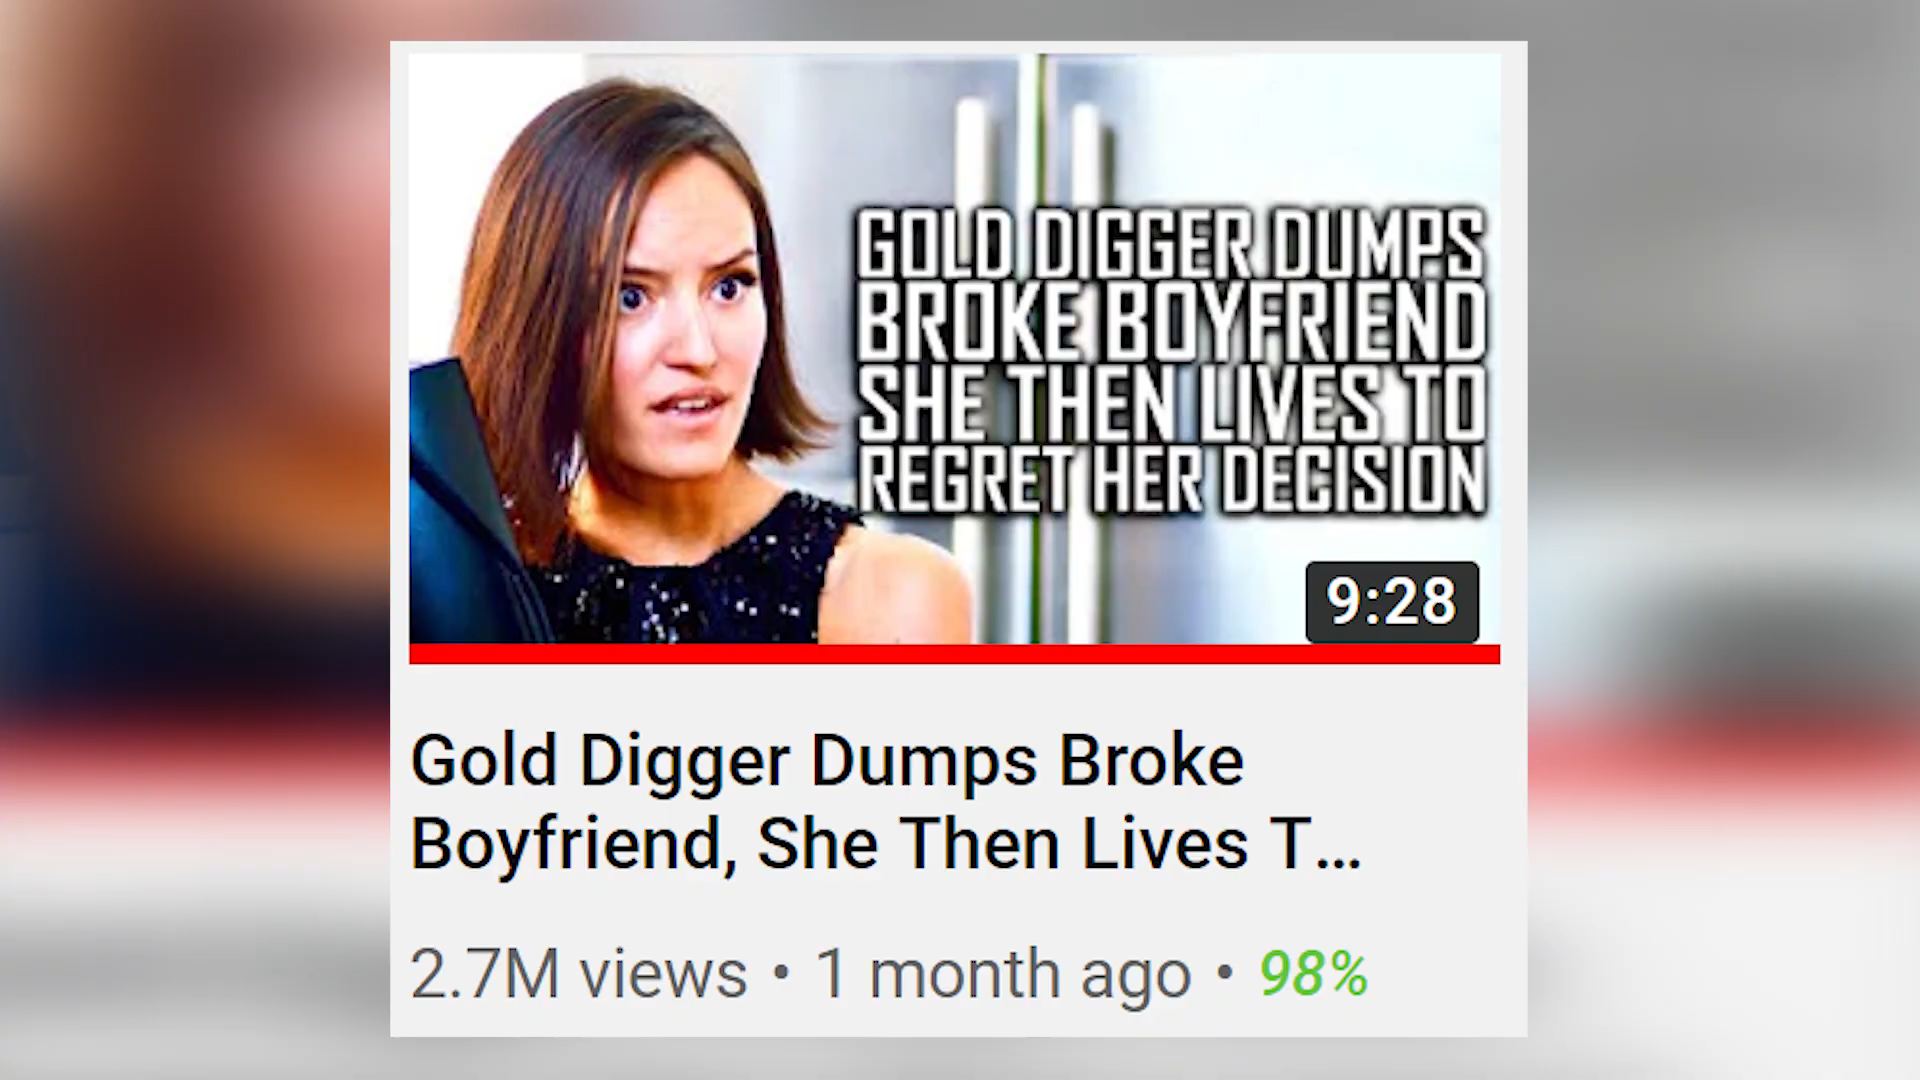 GOLD DIGGER DUMPS
BROKE BOYFRIEND
SHE THEN LIVES TO
REGRET HER DECISION
9:28
Gold Digger Dumps Broke
Boyfriend, She Then Lives T...
2.7M views • 1 month ago • 98%